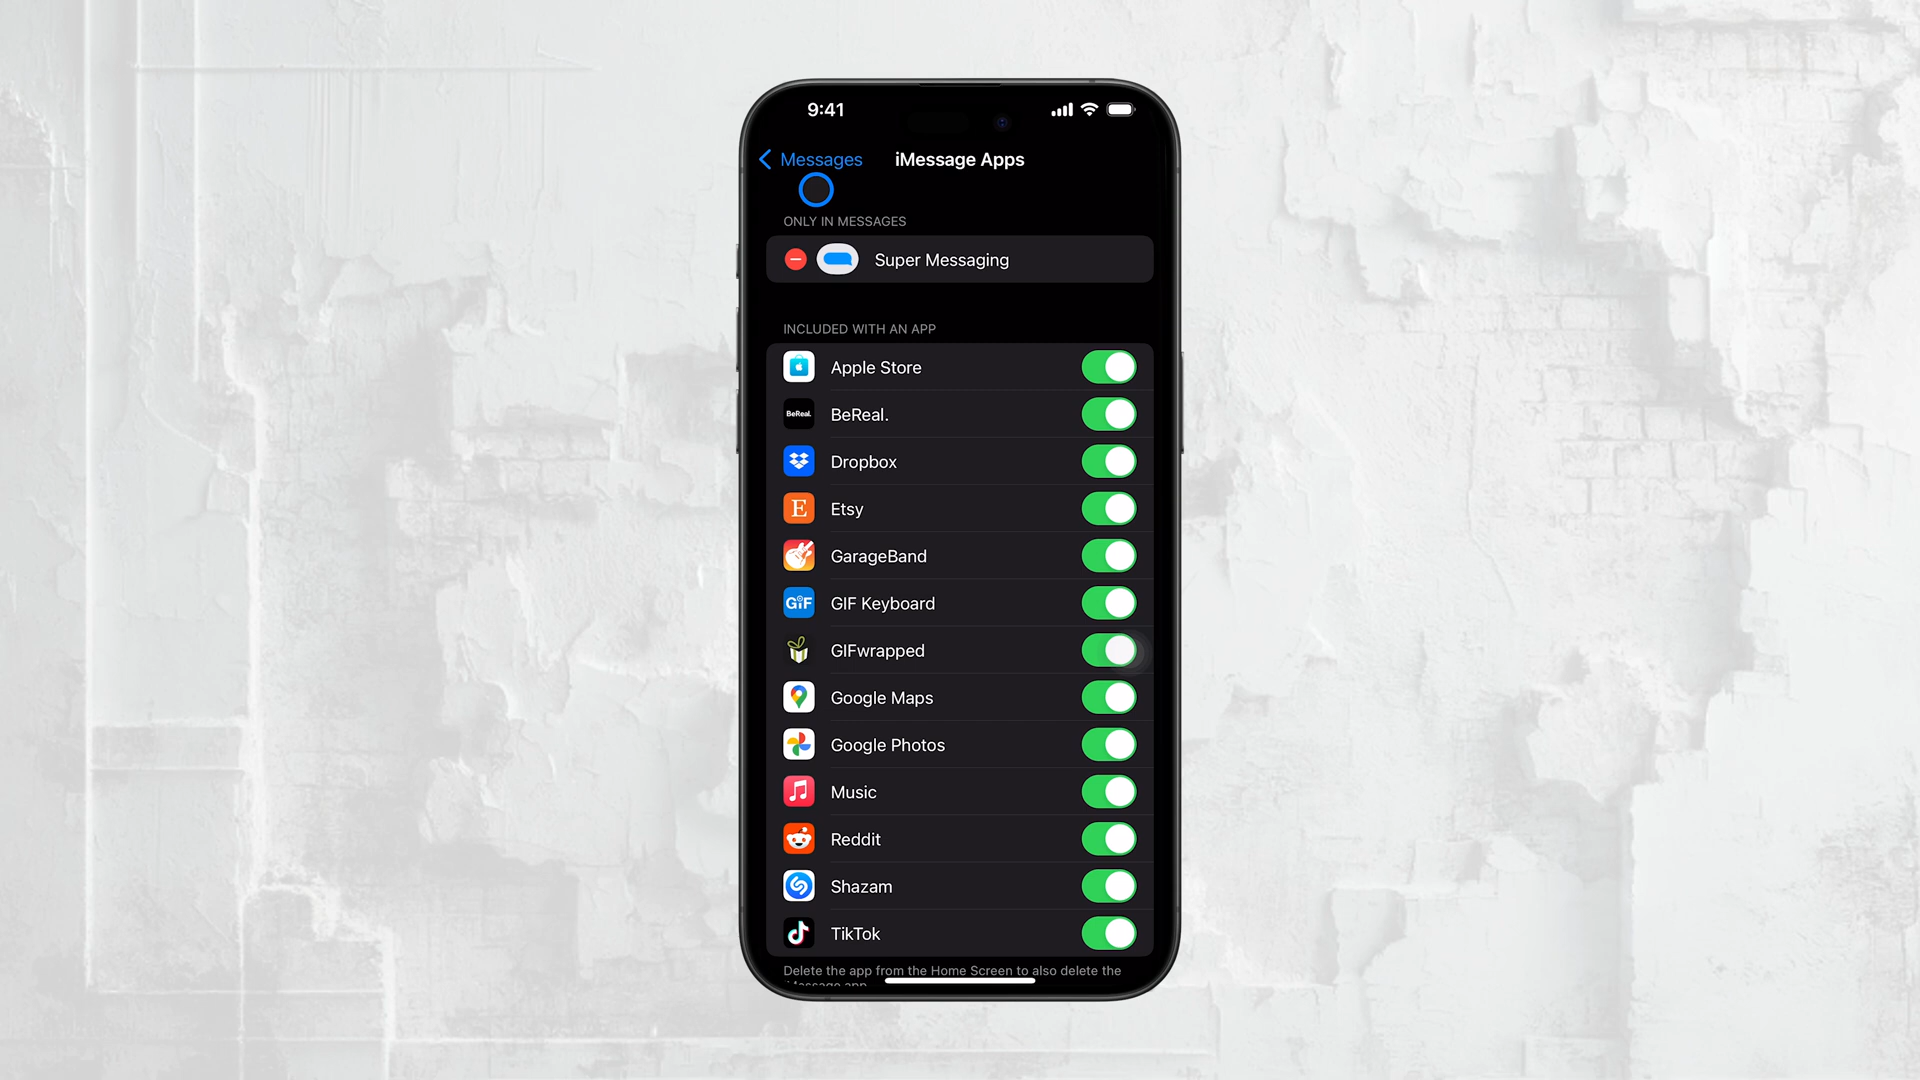 9:41
Messages
iMessage Apps
ONLY IN MESSAGES
Super Messaging
INCLUDED WITH AN APP
Apple Store
BeReal.
BeReal.
Dropbox
E
Etsy
GarageBand
GIF
GIF Keyboard
GIFwrapped
Google Maps
Google Photos
Music
Reddit
Shazam
TikTok
Delete the app from the Home Screen to also delete the